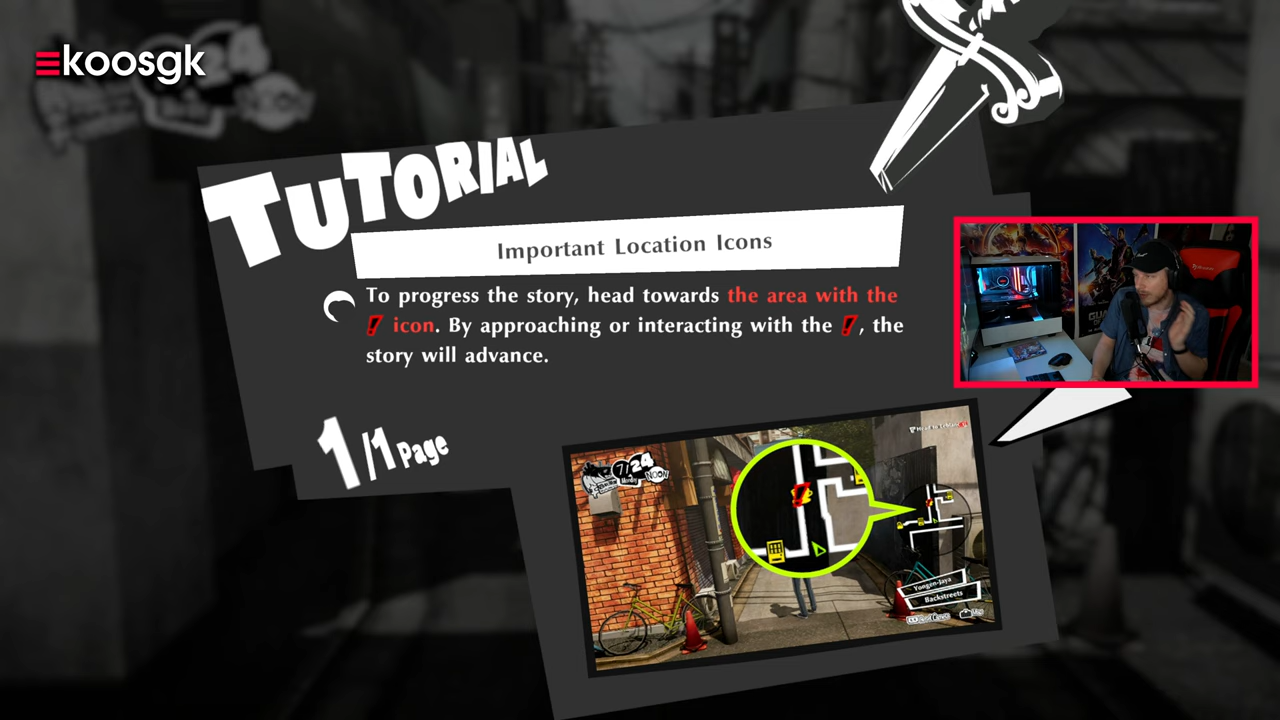 koosgk
TUTORIAL
Important Location Icons
To progress the story, head towards the area with the
! icon. By approaching or interacting with the !, the
story will advance.
1/1 Page
7/24
NOON
Yongen-Jaya
Backstreets